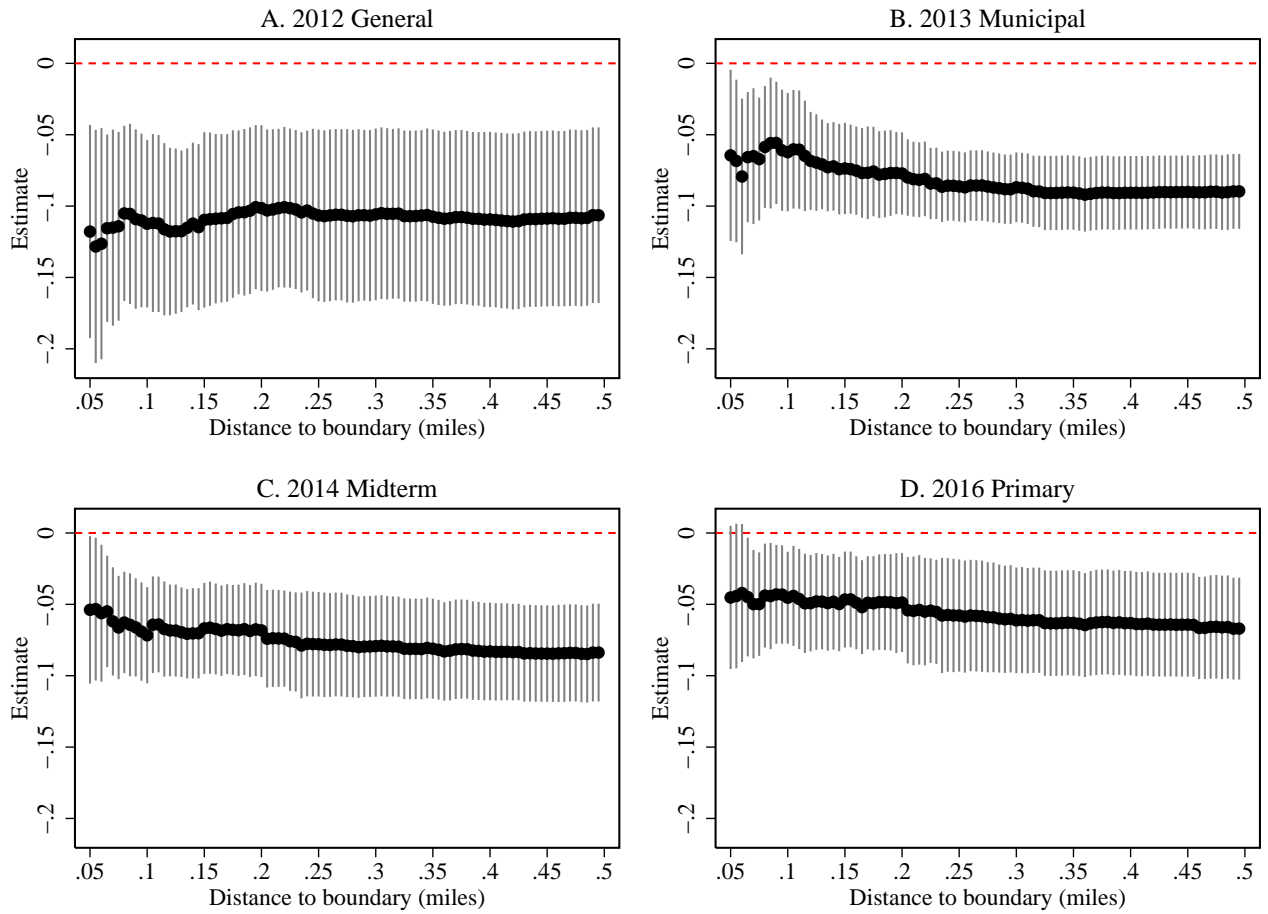 A. 2012 General
B. 2013 Municipal
Estimate
0
−.05
−.1
−.15
−.2
.05 .1 .15 .2 .25 .3 .35 .4 .45 .5
Distance to boundary (miles)
Estimate
0
−.05
−.1
−.15
−.2
.05 .1 .15 .2 .25 .3 .35 .4 .45 .5
Distance to boundary (miles)
C. 2014 Midterm
D. 2016 Primary
Estimate
0
−.05
−.1
−.15
−.2
.05 .1 .15 .2 .25 .3 .35 .4 .45 .5
Distance to boundary (miles)
Estimate
0
−.05
−.1
−.15
−.2
.05 .1 .15 .2 .25 .3 .35 .4 .45 .5
Distance to boundary (miles)